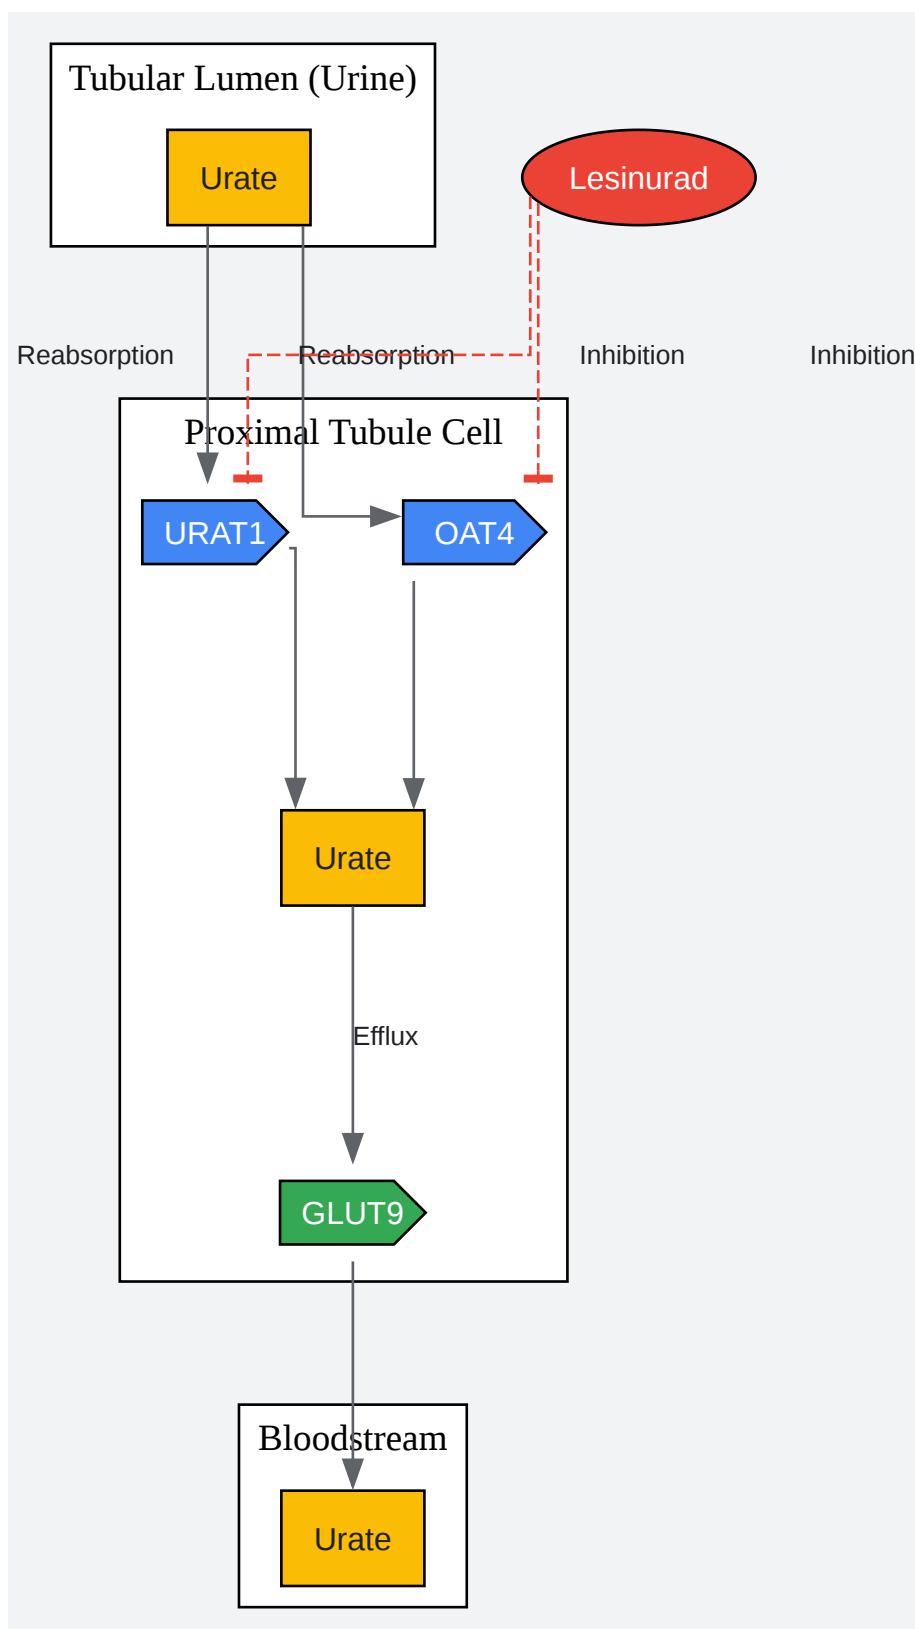 Tubular Lumen (Urine)
Urate
Lesinurad
Reabsorption
Reabsorption
Inhibition
Inhibition
Proximal Tubule Cell
URAT1
OAT4
Urate
Efflux
GLUT9
Bloodstream
Urate